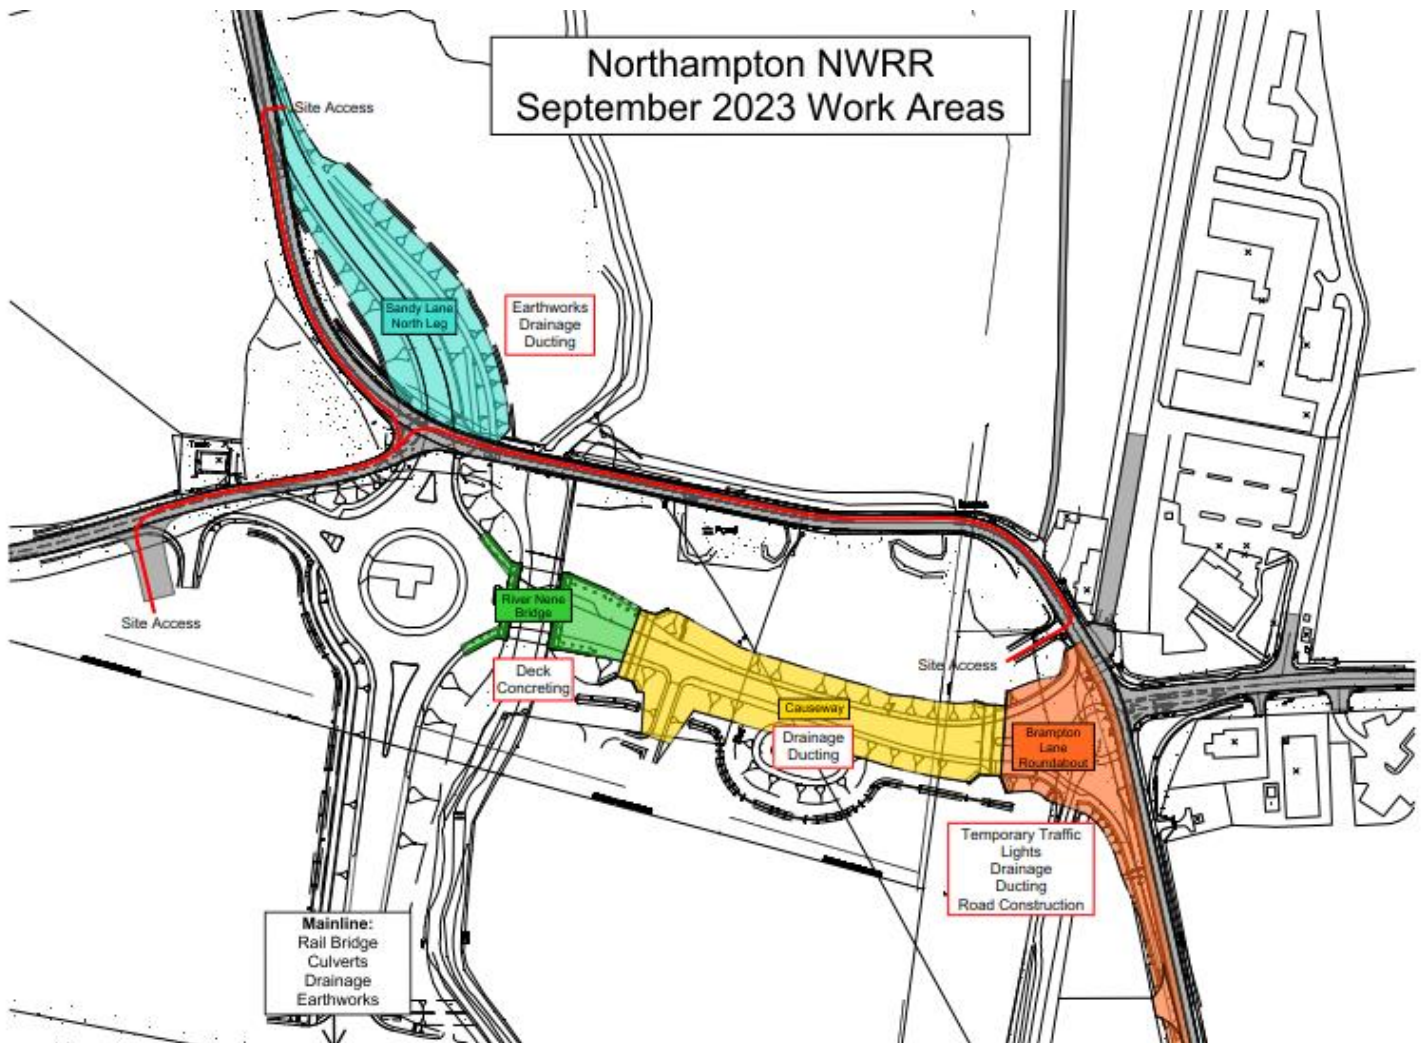 Northampton NWRR
September 2023 Work Areas
Site Access
Sandy Lane
North Leg
Earthworks
Drainage
Ducting
Pond
River Nene
Bridge
Site Access
Deck
Concreting
Site Access
Causeway
Drainage
Ducting
Brampton
Lane
Roundabout
Temporary Traffic
Lights
Drainage
Ducting
Road Construction
Mainline:
Rail Bridge
Culverts
Drainage
Earthworks